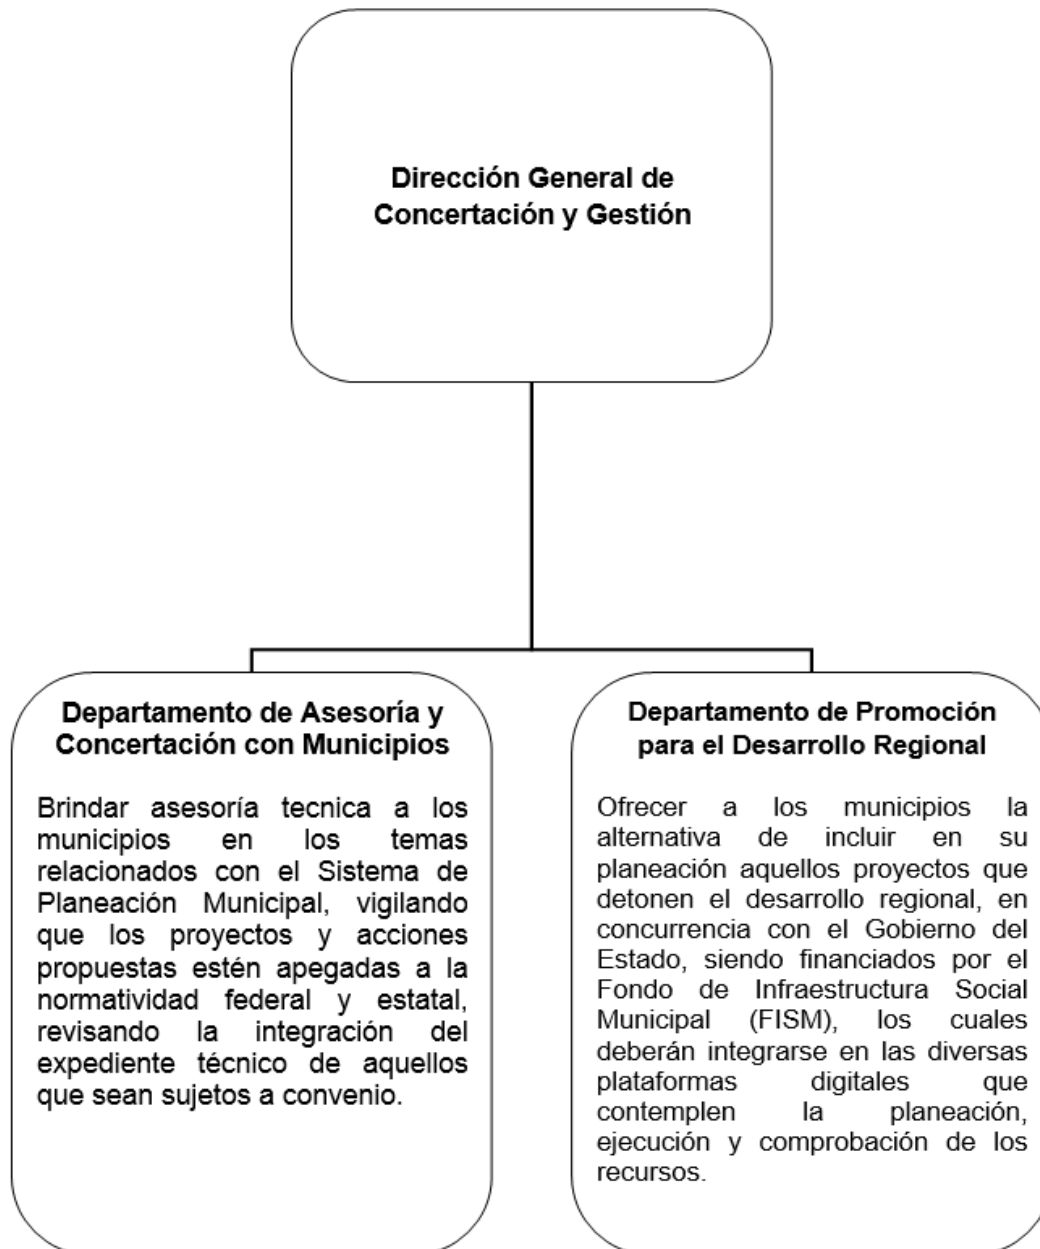 Dirección General de
Concertación y Gestión
Departamento de Asesoría y
Concertación con Municipios
Brindar asesoría tecnica a los
municipios en los temas
relacionados con el Sistema de
Planeación Municipal, vigilando
que los proyectos y acciones
propuestas estén apegadas a la
normatividad federal y estatal,
revisando la integración del
expediente técnico de aquellos
que sean sujetos a convenio.
Departamento de Promoción
para el Desarrollo Regional
Ofrecer a los municipios la
alternativa de incluir en su
planeación aquellos proyectos que
detonen el desarrollo regional, en
concurrencia con el Gobierno del
Estado, siendo financiados por el
Fondo de Infraestructura Social
Municipal (FISM), los cuales
deberán integrarse en las diversas
plataformas digitales que
contemplen la planeación,
ejecución y comprobación de los
recursos.